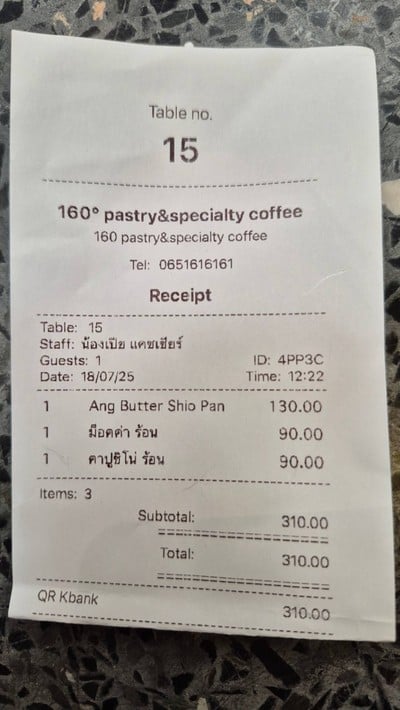 Table no.
15
160° pastry&specialty coffee
160 pastry&specialty coffee
Tel: 0651616161
Receipt
Table: 15
Staff: น้องเปีย แคชเชียร์
Guests: 1 ID: 4PP3C
Date: 18/07/25 Time: 12:22
1 Ang Butter Shio Pan 130.00
1 ม็อคค่า ร้อน 90.00
1 คาปูชิโน่ ร้อน 90.00
Items: 3
Subtotal: 310.00
Total: 310.00
QR Kbank 310.00